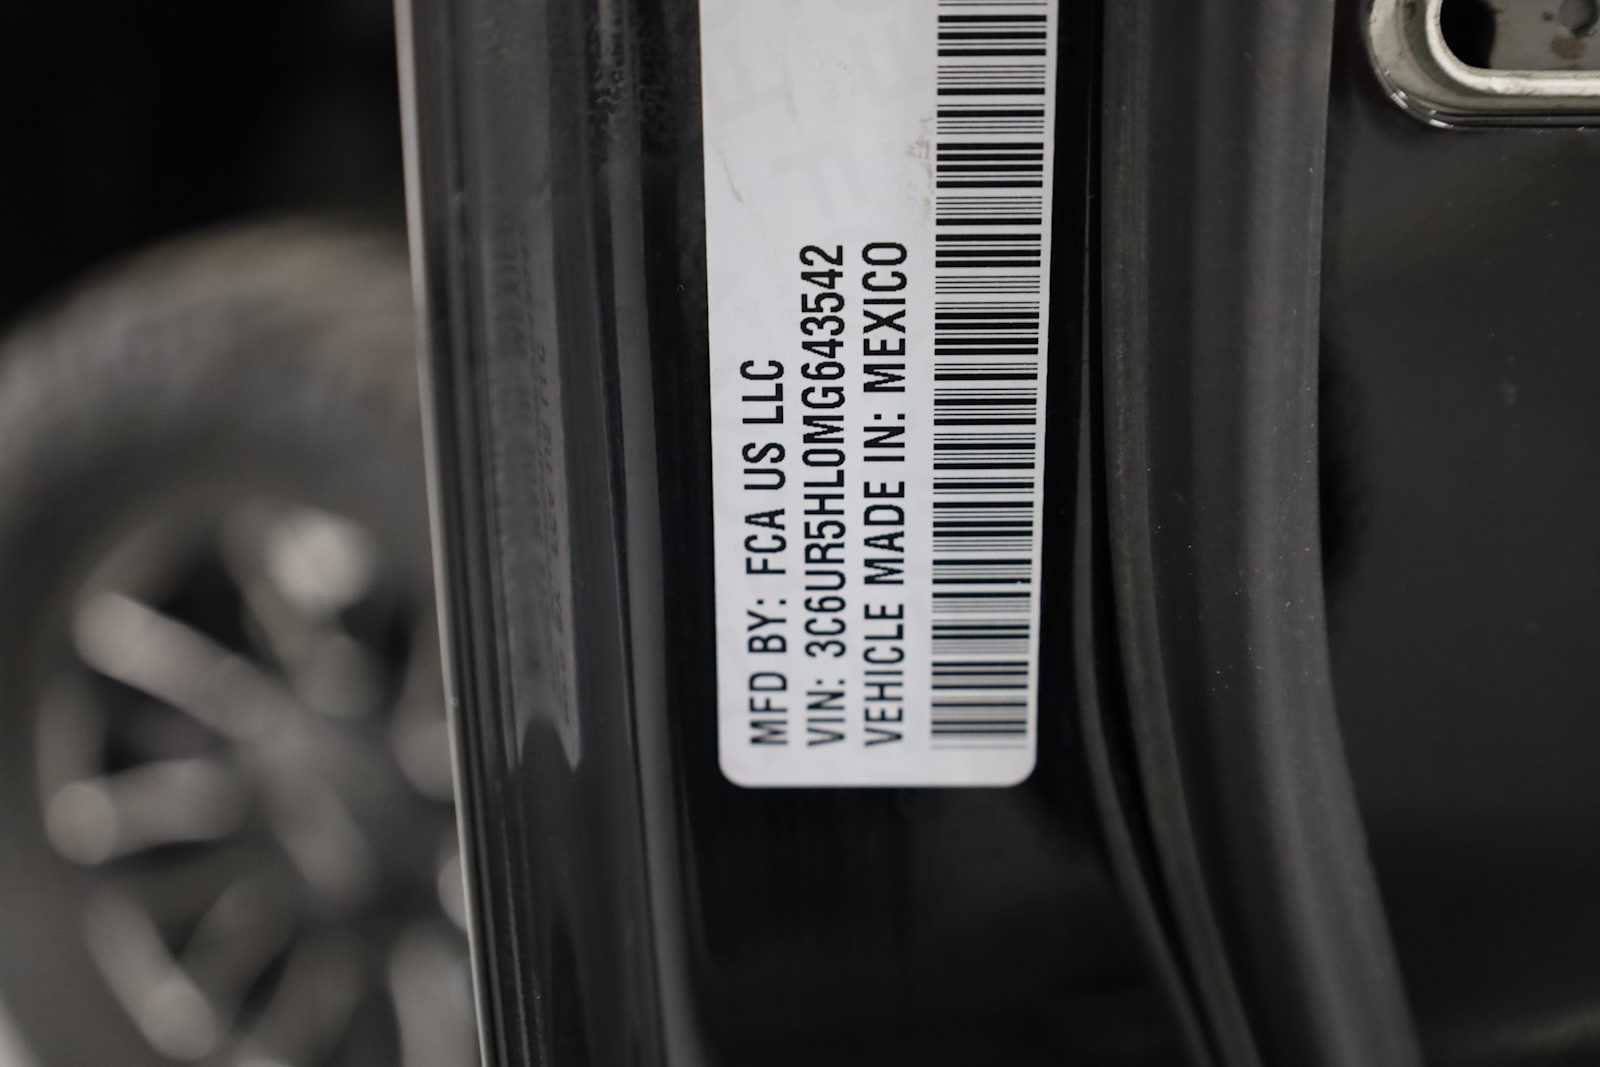 MFD BY: FCA US LLC
VIN: 3C6UR5HL0MG643542
VEHICLE MADE IN: MEXICO